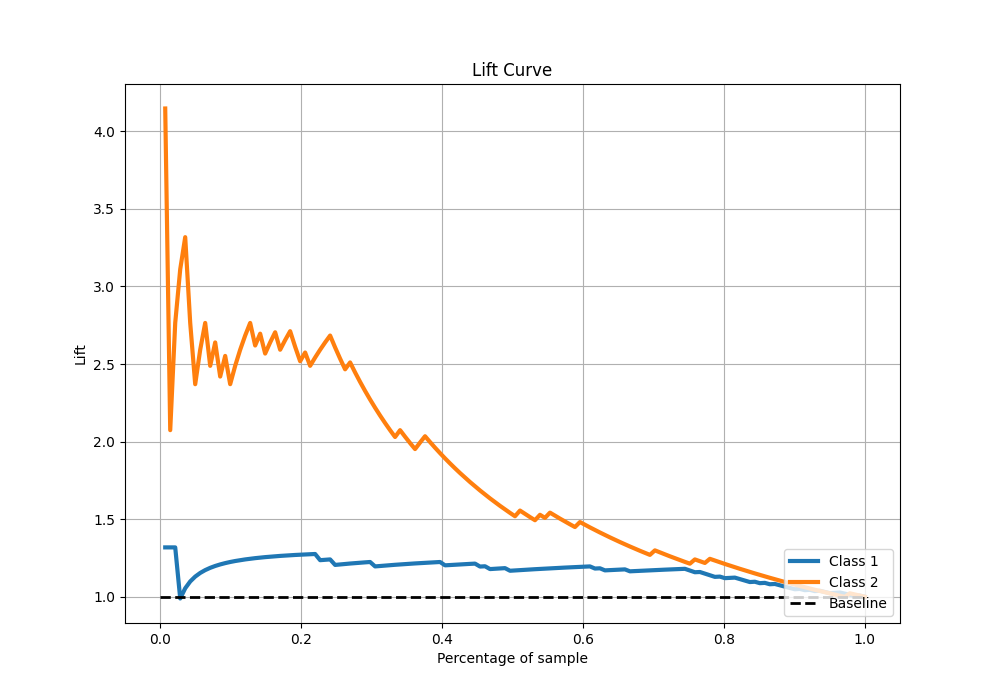 Lift Curve
Lift
4.0
3.5
3.0
2.5
2.0
1.5
1.0
0.0 0.2 0.4 0.6 0.8 1.0
Percentage of sample
Class 1
Class 2
Baseline